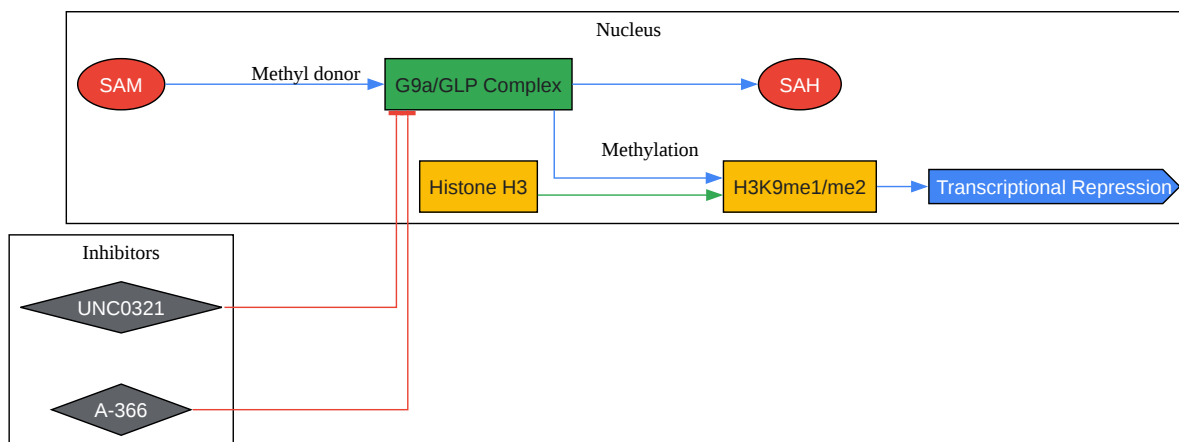 Nucleus
SAM
Methyl donor
G9a/GLP Complex
SAH
Methylation
Histone H3
H3K9me1/me2
Transcriptional Repression
Inhibitors
UNC0321
A-366